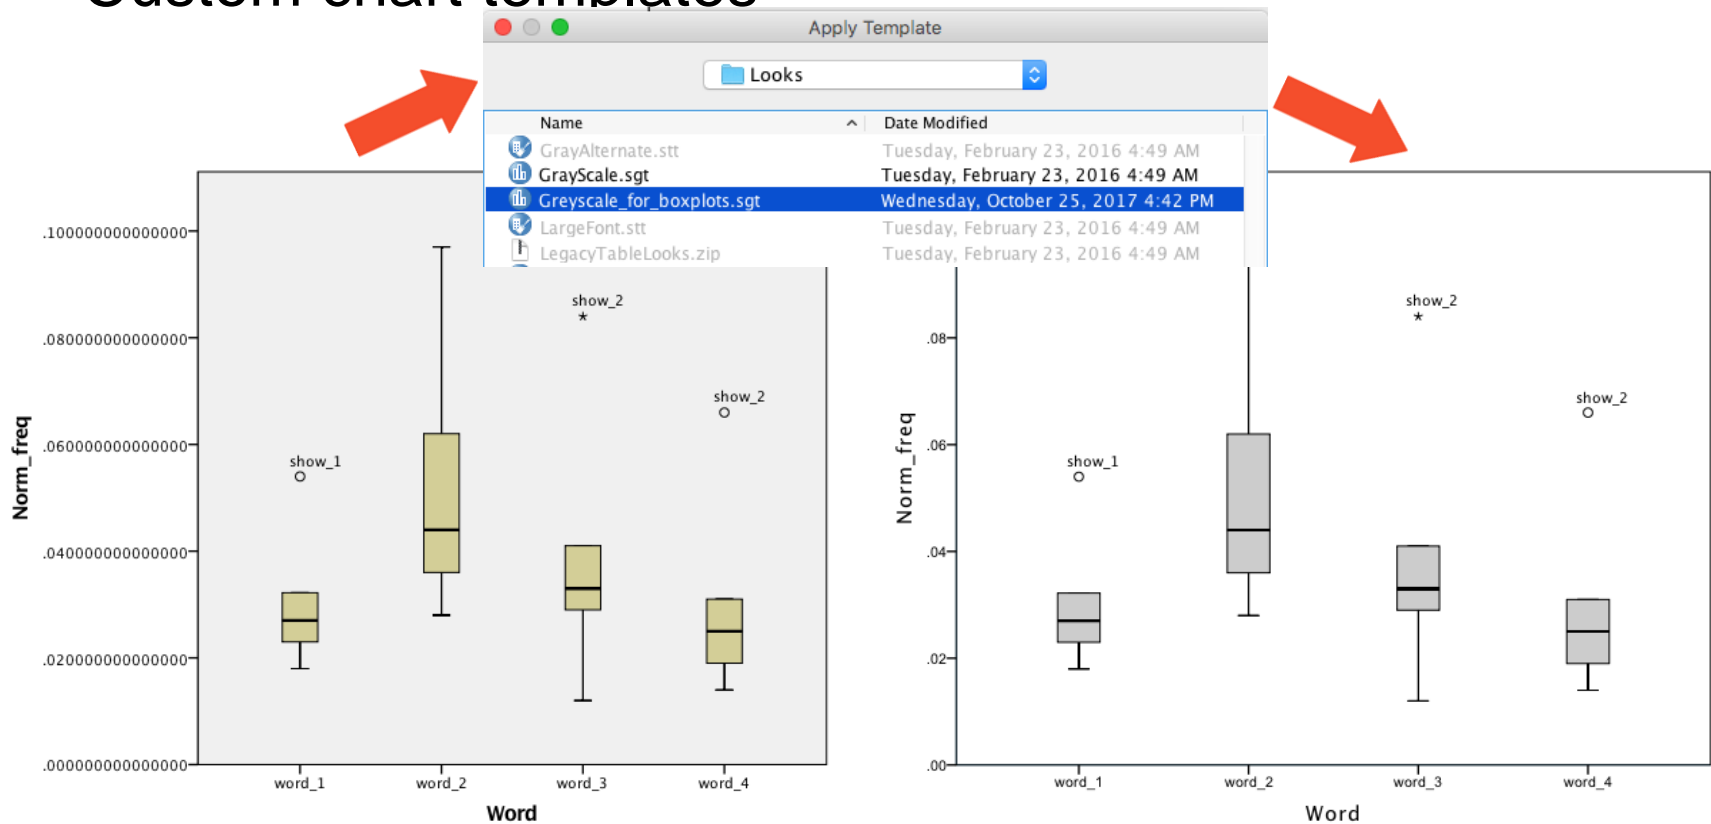 Custom chart templates
Apply Template
Looks
Name Date Modified
GrayAlternate.stt Tuesday, February 23, 2016 4:49 AM
GrayScale.sgt Tuesday, February 23, 2016 4:49 AM
Greyscale_for_boxplots.sgt Wednesday, October 25, 2017 4:42 PM
LargeFont.stt Tuesday, February 23, 2016 4:49 AM
LegacyTableLooks.zip Tuesday, February 23, 2016 4:49 AM
.100000000000000
.080000000000000
.060000000000000
.040000000000000
.020000000000000
.000000000000000
Norm_freq
show_1
show_2
show_2
word_1 word_2 word_3 word_4
Word
.08
.06
.04
.02
.00
Norm_freq
show_1
show_2
show_2
word_1 word_2 word_3 word_4
Word